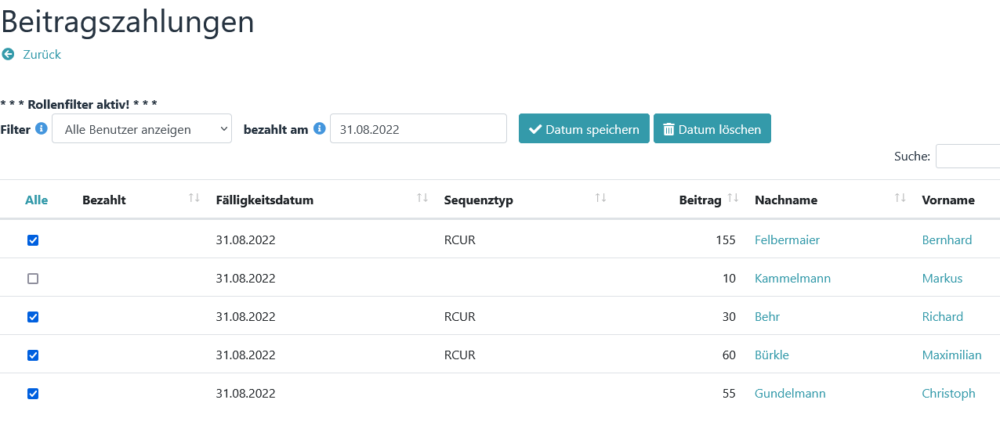 Beitragszahlungen
Zurück
* * * Rollenfilter aktiv! * * *
Filter Alle Benutzer anzeigen bezahlt am 31.08.2022 Datum speichern Datum löschen
Suche:
Alle Bezahlt Fälligkeitsdatum Sequenztyp Beitrag Nachname Vorname
31.08.2022 RCUR 155 Felbermaier Bernhard
31.08.2022 10 Kammelmann Markus
31.08.2022 RCUR 30 Behr Richard
31.08.2022 RCUR 60 Bürkle Maximilian
31.08.2022 55 Gundelmann Christoph